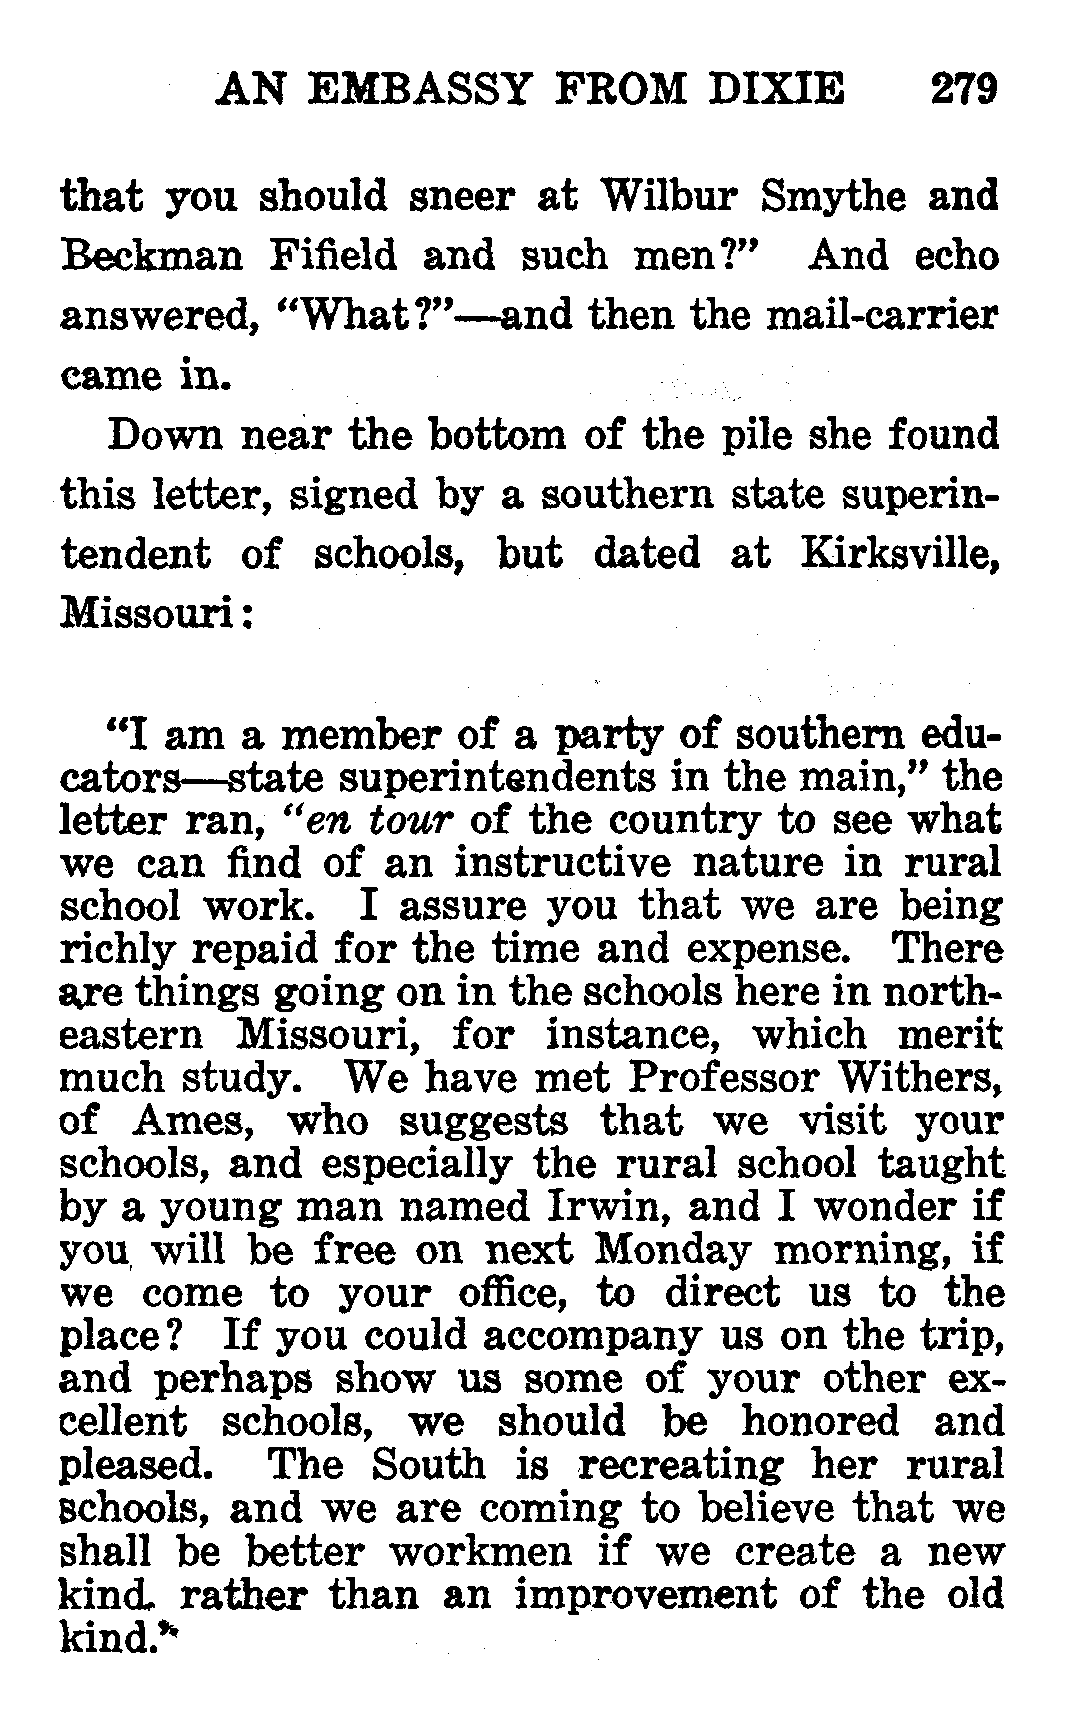 AN EMBASSY FROM DIXIE 279
that you should sneer at Wilbur Smythe and
Beckman Fifield and such men?” And echo
answered, “What?”—and then the mail-carrier
came in.
Down near the bottom of the pile she found
this letter, signed by a southern state superin-
tendent of schools, but dated at Kirksville,
Missouri:
“I am a member of a party of southern edu-
cators—state superintendents in the main,” the
letter ran, “en tour of the country to see what
we can find of an instructive nature in rural
school work. I assure you that we are being
richly repaid for the time and expense. There
are things going on in the schools here in north-
eastern Missouri, for instance, which merit
much study. We have met Professor Withers,
of Ames, who suggests that we visit your
schools, and especially the rural school taught
by a young man named Irwin, and I wonder if
you will be free on next Monday morning, if
we come to your office, to direct us to the
place? If you could accompany us on the trip,
and perhaps show us some of your other ex-
cellent schools, we should be honored and
pleased. The South is recreating her rural
schools, and we are coming to believe that we
shall be better workmen if we create a new
kind rather than an improvement of the old
kind.”